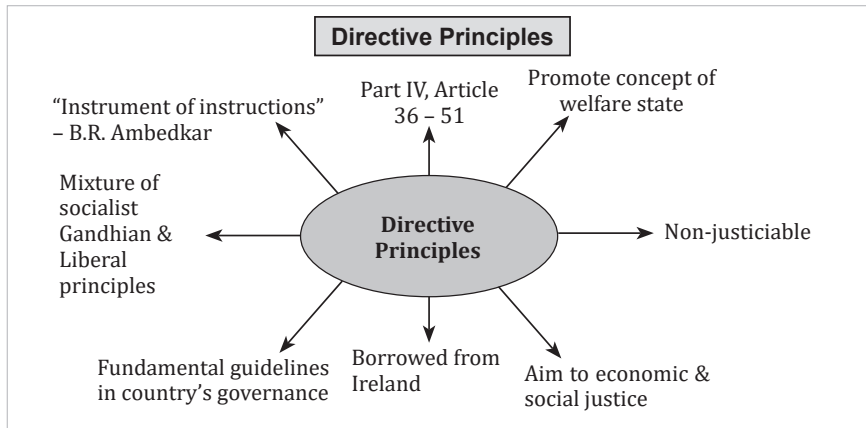 Directive Principles
"Instrument of instructions"
– B.R. Ambedkar
Part IV, Article
36 – 51
Promote concept of
welfare state
Mixture of
socialist
Gandhian &
Liberal
principles
Directive
Principles
Non-justiciable
Fundamental guidelines
in country's governance
Borrowed from
Ireland
Aim to economic &
social justice